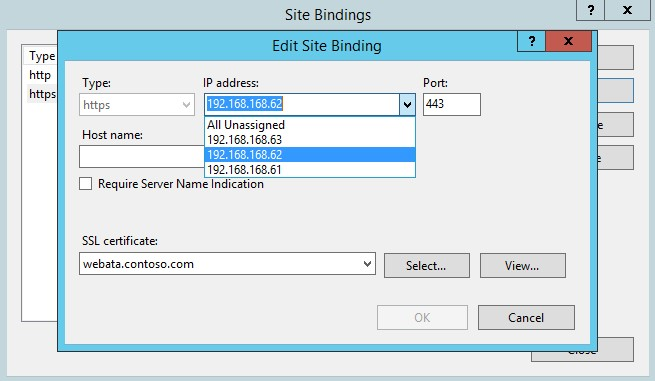 Site Bindings
? x
Edit Site Binding
? x
Type
http
https
Type:
IP address:
Port:
https
192.168.168.62
443
All Unassigned
192.168.168.63
192.168.168.62
192.168.168.61
Host name:
Require Server Name Indication
SSL certificate:
webata.contoso.com
Select...
View...
OK
Cancel
Close